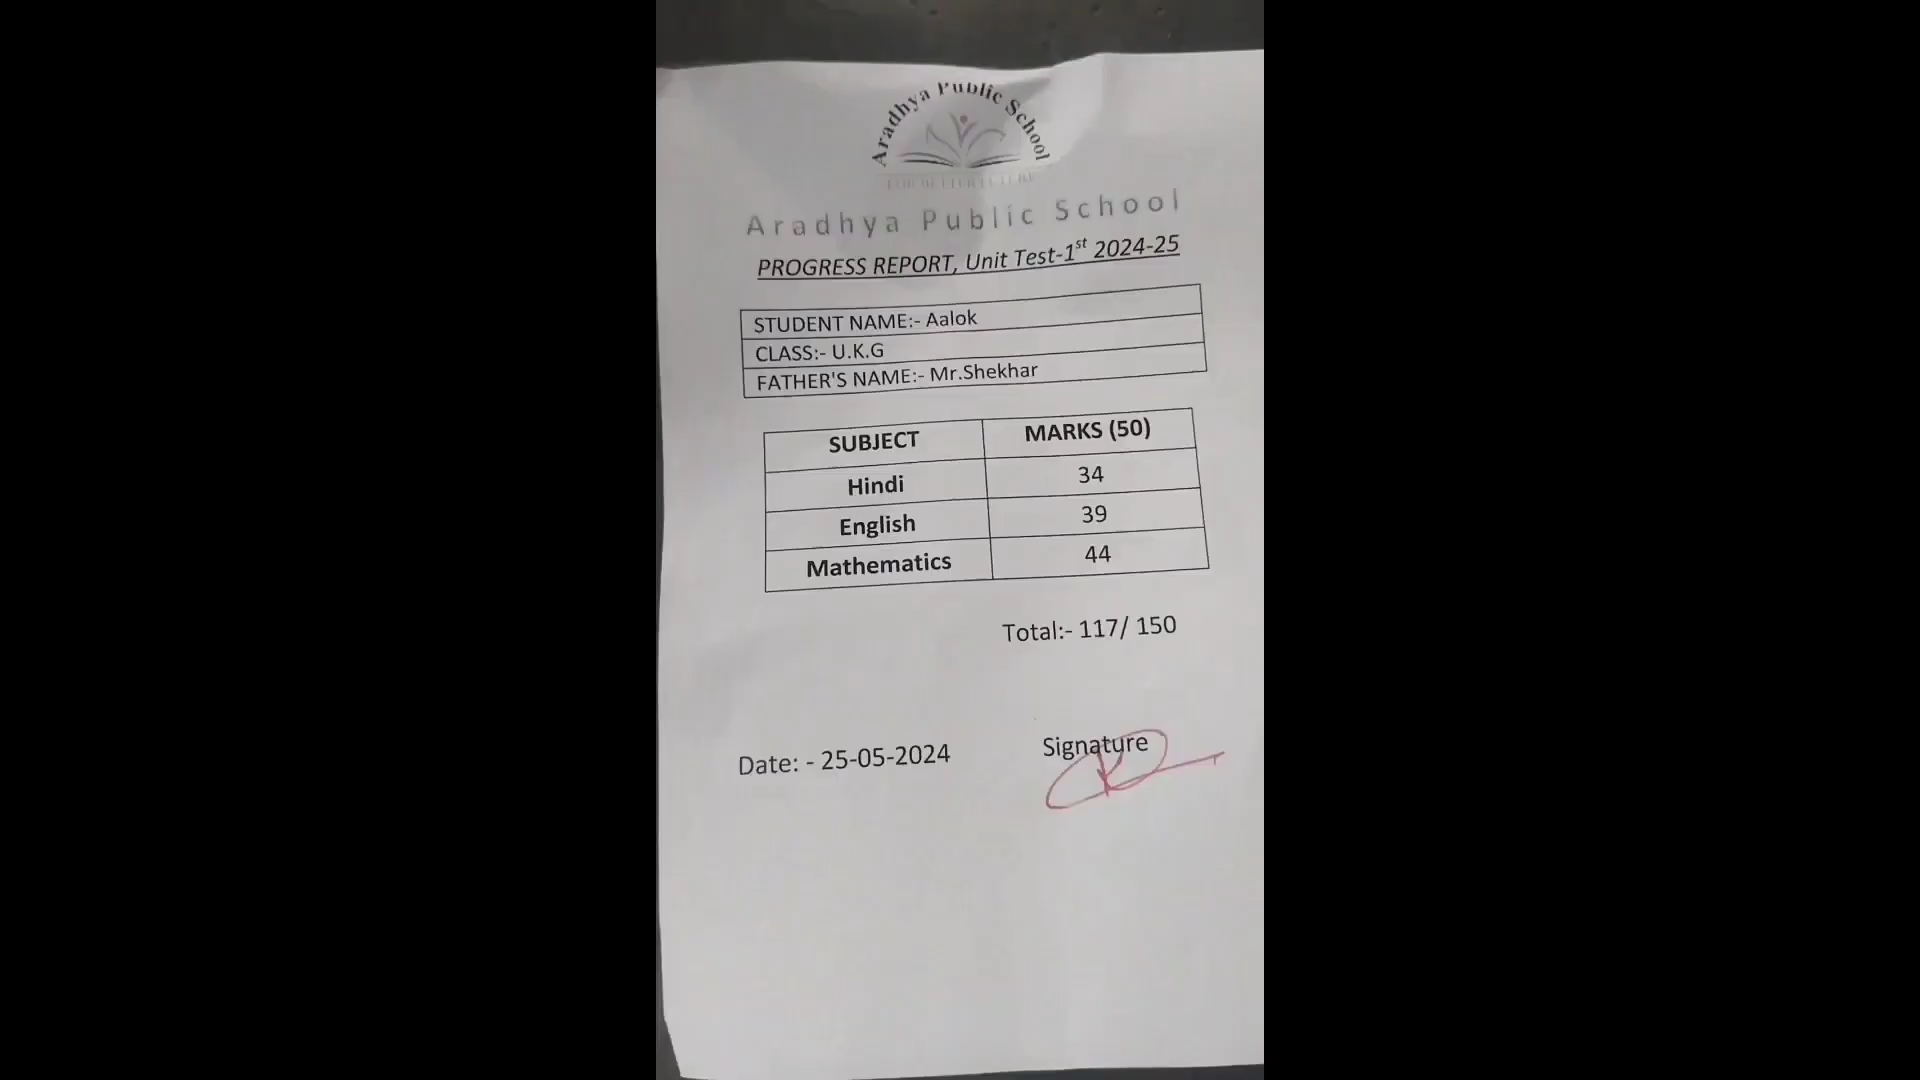 Aradhya Public School
Aradhya Public School
PROGRESS REPORT, Unit Test-1st 2024-25
STUDENT NAME:- Aalok
CLASS:- U.K.G
FATHER'S NAME:- Mr.Shekhar
SUBJECT MARKS (50)
Hindi 34
English 39
Mathematics 44
Total:- 117/ 150
Date: - 25-05-2024 Signature